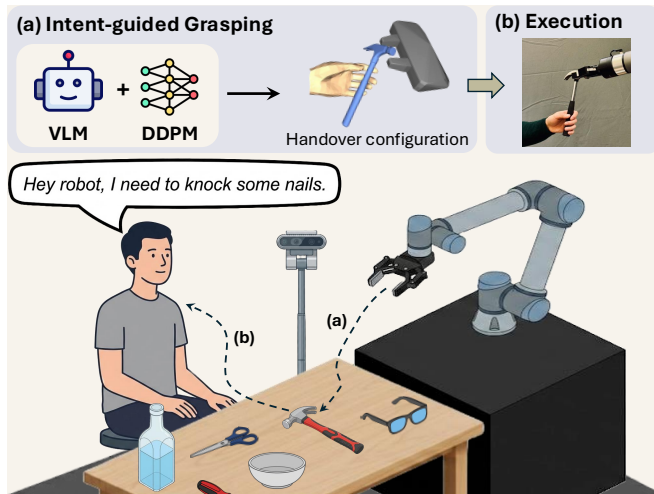 (a) Intent-guided Grasping
(b) Execution
+
VLM
DDPM
Handover configuration
Hey robot, I need to knock some nails.
(a)
(b)